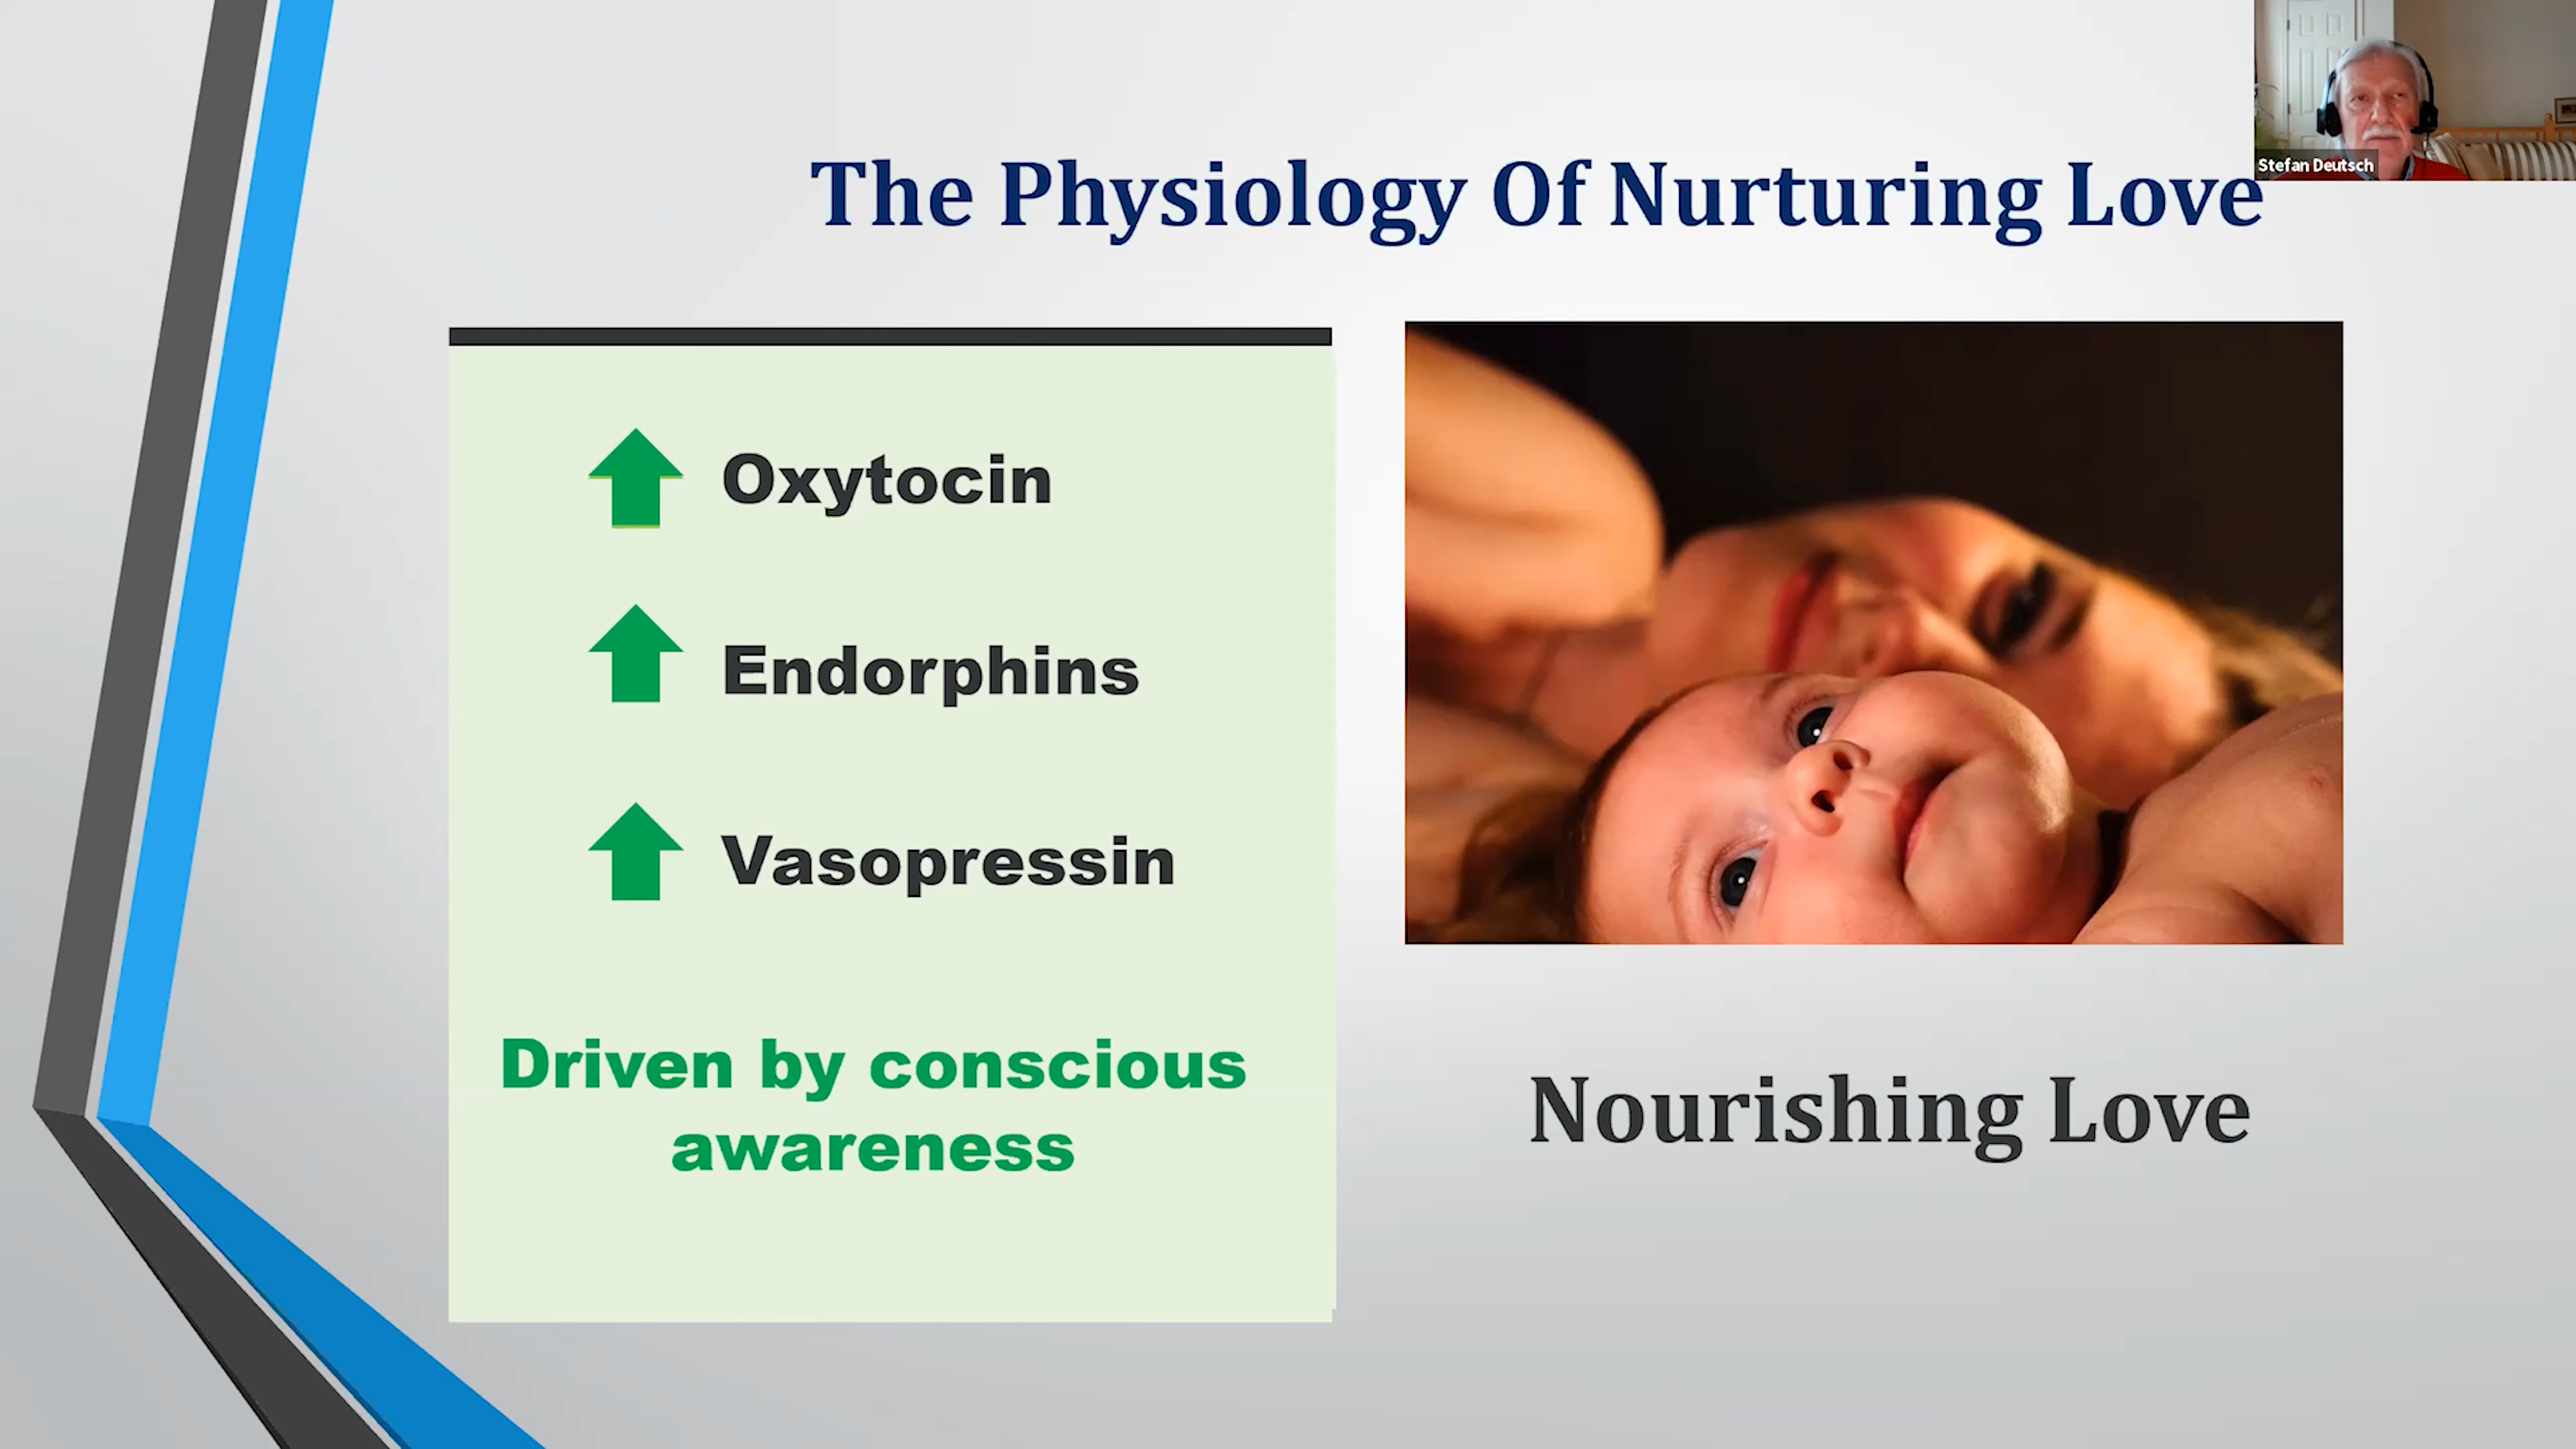 Stefan Deutsch
The Physiology Of Nurturing Love
Oxytocin
Endorphins
Vasopressin
Driven by conscious
awareness
Nourishing Love